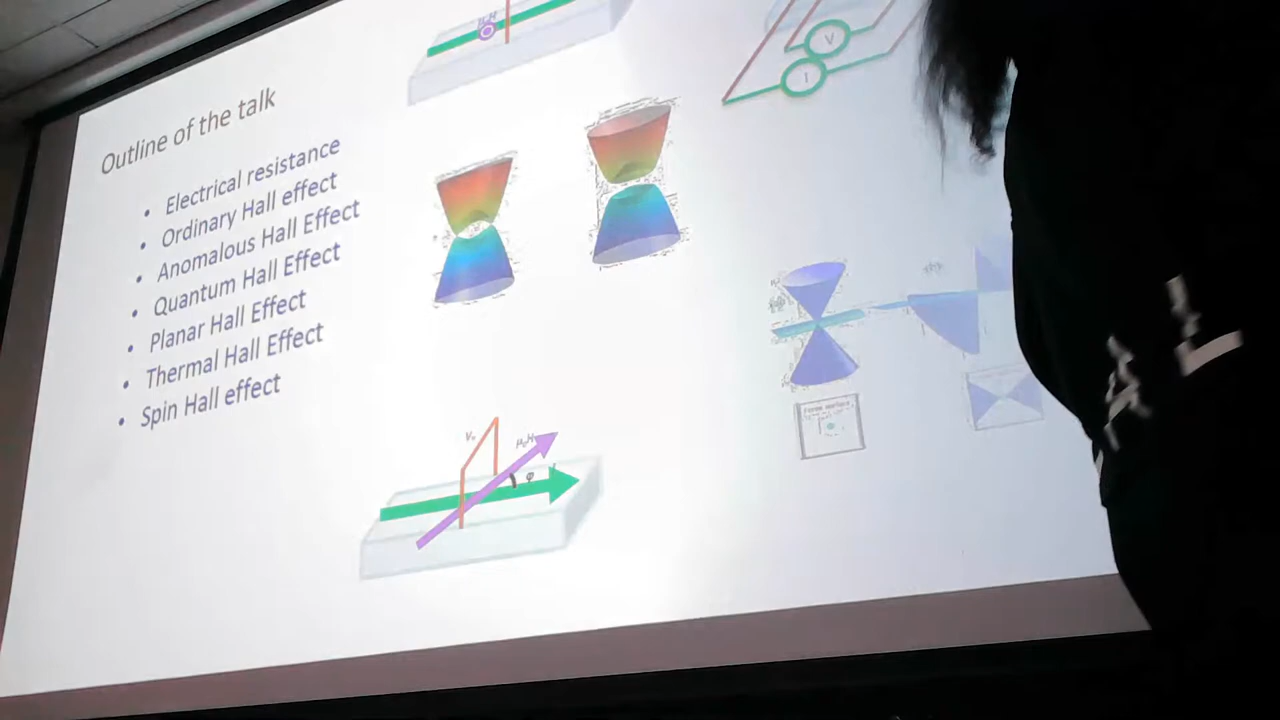 Outline of the talk
• Electrical resistance
• Ordinary Hall effect
• Anomalous Hall Effect
• Quantum Hall Effect
• Planar Hall Effect
• Thermal Hall Effect
• Spin Hall effect
V
I
φ